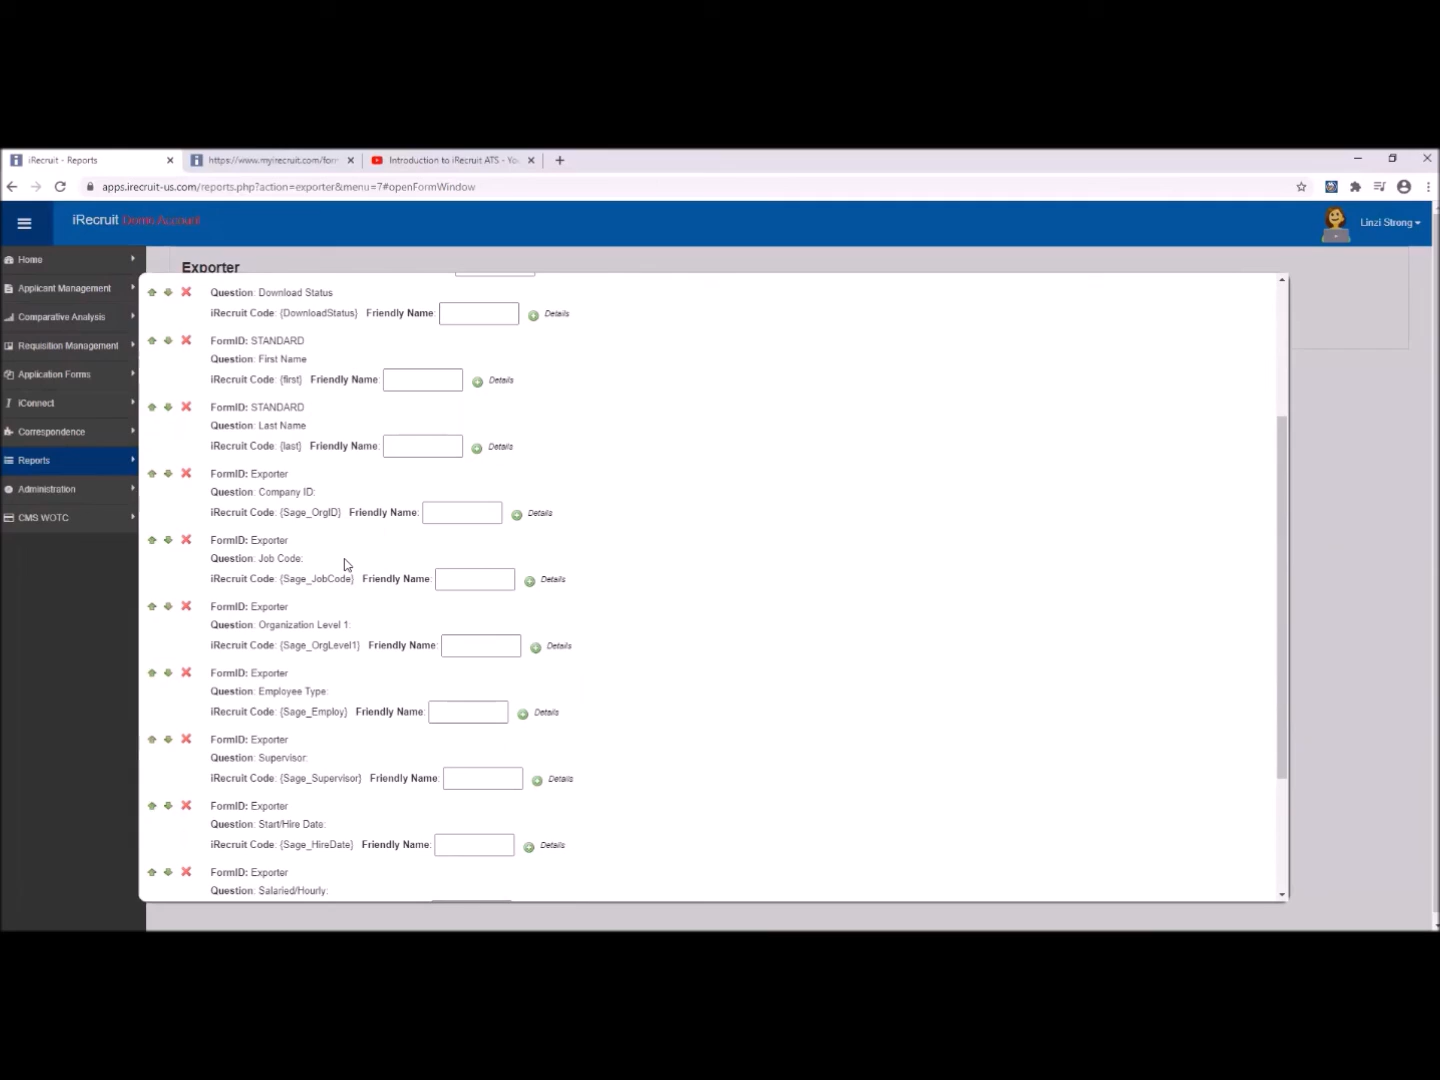 iRecruit - Reports
https://www.myirecruit.com/for
Introduction to iRecruit ATS - Yo
apps.irecruit-us.com/reports.php?action=exporter&menu=7#openFormWindow
iRecruit Demo Account
Linzi Strong
Home
Applicant Management
Comparative Analysis
Requisition Management
Application Forms
iConnect
Correspondence
Reports
Administration
CMS WOTC
Exporter
Question: Download Status
iRecruit Code: {DownloadStatus} Friendly Name: Details
FormID: STANDARD
Question: First Name
iRecruit Code: {first} Friendly Name: Details
FormID: STANDARD
Question: Last Name
iRecruit Code: {last} Friendly Name: Details
FormID: Exporter
Question: Company ID:
iRecruit Code: {Sage_OrgID} Friendly Name: Details
FormID: Exporter
Question: Job Code:
iRecruit Code: {Sage_JobCode} Friendly Name: Details
FormID: Exporter
Question: Organization Level 1:
iRecruit Code: {Sage_OrgLevel1} Friendly Name: Details
FormID: Exporter
Question: Employee Type:
iRecruit Code: {Sage_Employ} Friendly Name: Details
FormID: Exporter
Question: Supervisor:
iRecruit Code: {Sage_Supervisor} Friendly Name: Details
FormID: Exporter
Question: Start/Hire Date:
iRecruit Code: {Sage_HireDate} Friendly Name: Details
FormID: Exporter
Question: Salaried/Hourly: